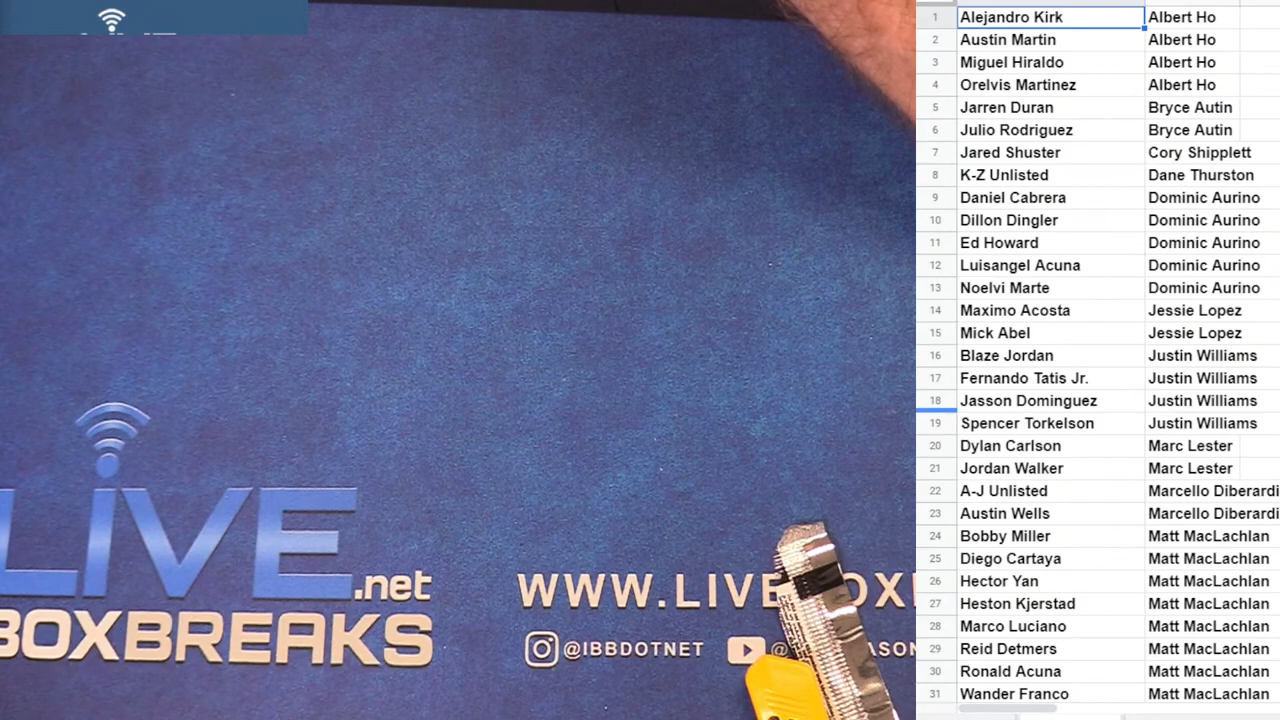 LiVE
.net
BOXBREAKS
WWW.LIVE OX
@IBBDOTNET
1 Alejandro Kirk Albert Ho
2 Austin Martin Albert Ho
3 Miguel Hiraldo Albert Ho
4 Orelvis Martinez Albert Ho
5 Jarren Duran Bryce Autin
6 Julio Rodriguez Bryce Autin
7 Jared Shuster Cory Shipplett
8 K-Z Unlisted Dane Thurston
9 Daniel Cabrera Dominic Aurino
10 Dillon Dingler Dominic Aurino
11 Ed Howard Dominic Aurino
12 Luisangel Acuna Dominic Aurino
13 Noelvi Marte Dominic Aurino
14 Maximo Acosta Jessie Lopez
15 Mick Abel Jessie Lopez
16 Blaze Jordan Justin Williams
17 Fernando Tatis Jr. Justin Williams
18 Jasson Dominguez Justin Williams
19 Spencer Torkelson Justin Williams
20 Dylan Carlson Marc Lester
21 Jordan Walker Marc Lester
22 A-J Unlisted Marcello Diberardi
23 Austin Wells Marcello Diberardi
24 Bobby Miller Matt MacLachlan
25 Diego Cartaya Matt MacLachlan
26 Hector Yan Matt MacLachlan
27 Heston Kjerstad Matt MacLachlan
28 Marco Luciano Matt MacLachlan
29 Reid Detmers Matt MacLachlan
30 Ronald Acuna Matt MacLachlan
31 Wander Franco Matt MacLachlan